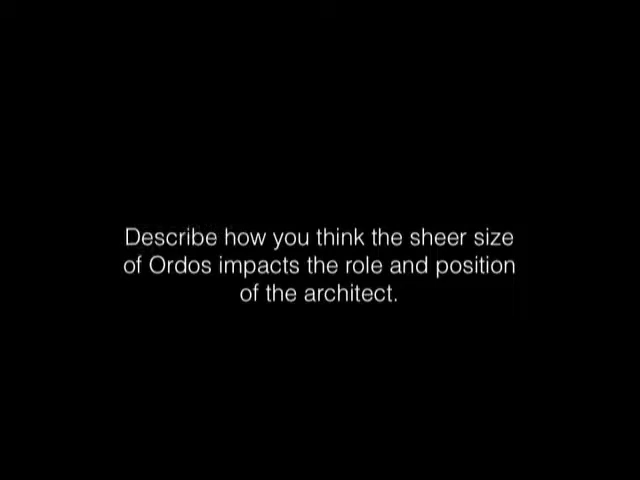 Describe how you think the sheer size
of Ordos impacts the role and position
of the architect.